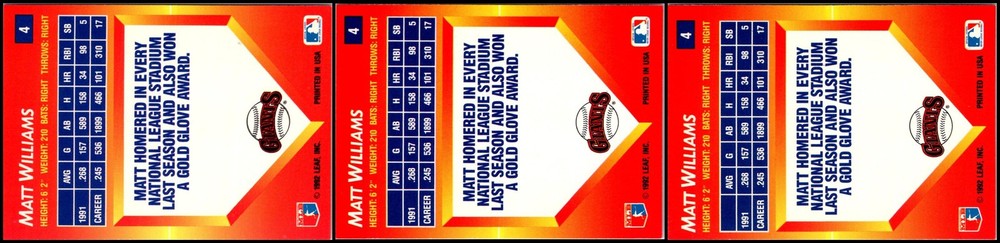 4
MATT WILLIAMS
HEIGHT: 6' 2" WEIGHT: 210 BATS: RIGHT THROWS: RIGHT
AVG G AB H HR RBI SB
1991 .268 157 589 158 34 98 5
CAREER .245 536 1899 466 101 310 17
MATT HOMERED IN EVERY
NATIONAL LEAGUE STADIUM
LAST SEASON AND ALSO WON
A GOLD GLOVE AWARD.
GIANTS
© 1992 LEAF, INC. PRINTED IN USA
4
MATT WILLIAMS
HEIGHT: 6' 2" WEIGHT: 210 BATS: RIGHT THROWS: RIGHT
AVG G AB H HR RBI SB
1991 .268 157 589 158 34 98 5
CAREER .245 536 1899 466 101 310 17
MATT HOMERED IN EVERY
NATIONAL LEAGUE STADIUM
LAST SEASON AND ALSO WON
A GOLD GLOVE AWARD.
GIANTS
© 1992 LEAF, INC. PRINTED IN USA
4
MATT WILLIAMS
HEIGHT: 6' 2" WEIGHT: 210 BATS: RIGHT THROWS: RIGHT
AVG G AB H HR RBI SB
1991 .268 157 589 158 34 98 5
CAREER .245 536 1899 466 101 310 17
MATT HOMERED IN EVERY
NATIONAL LEAGUE STADIUM
LAST SEASON AND ALSO WON
A GOLD GLOVE AWARD.
GIANTS
© 1992 LEAF, INC. PRINTED IN USA